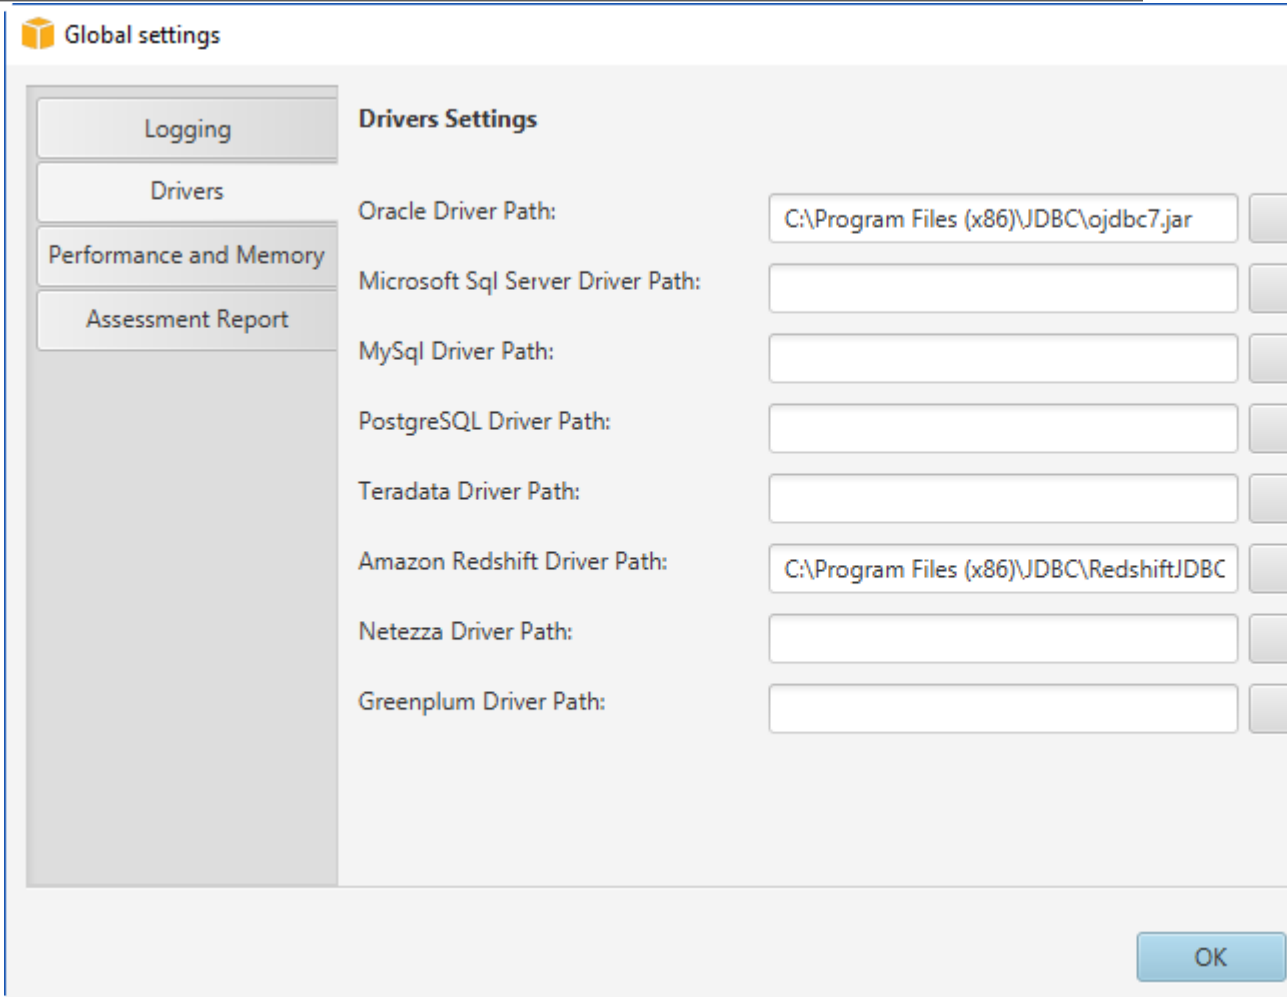 Global settings
Logging
Drivers
Performance and Memory
Assessment Report
Drivers Settings
Oracle Driver Path: C:\Program Files (x86)\JDBC\ojdbc7.jar
Microsoft Sql Server Driver Path:
MySql Driver Path:
PostgreSQL Driver Path:
Teradata Driver Path:
Amazon Redshift Driver Path: C:\Program Files (x86)\JDBC\RedshiftJDBC
Netezza Driver Path:
Greenplum Driver Path:
OK